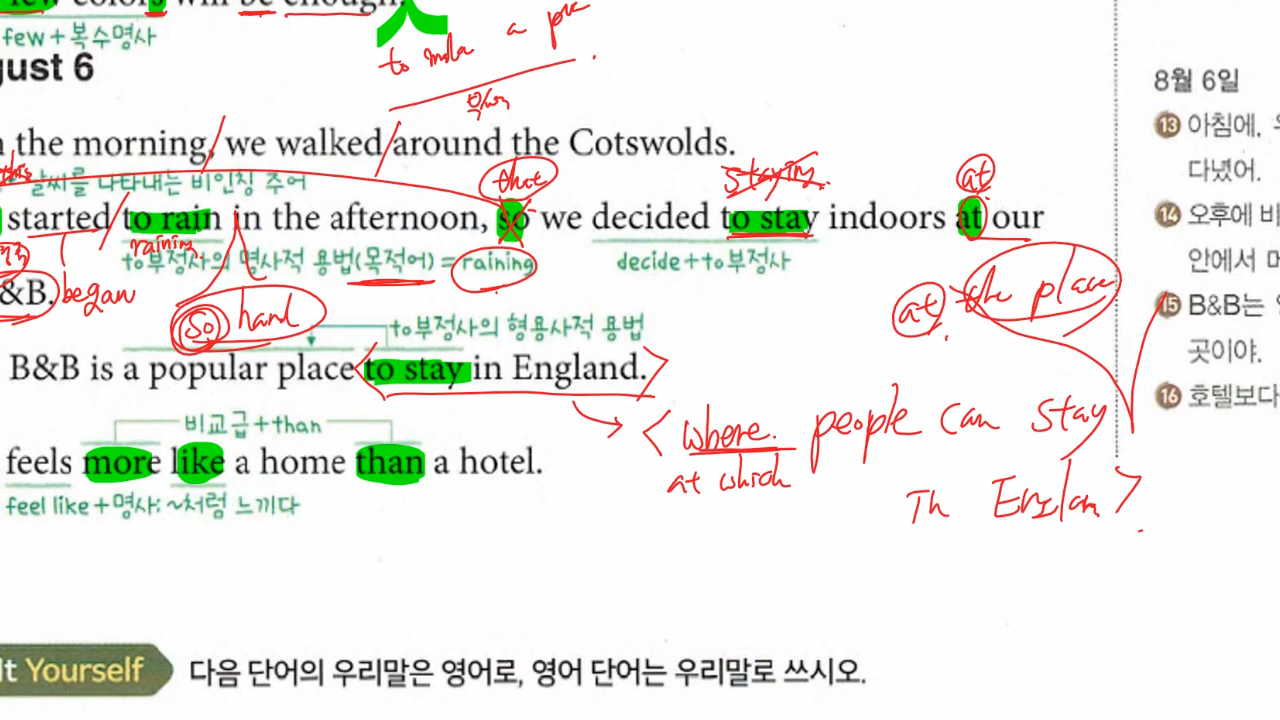 few colors will be enough.
few+복수명사
to make a
gust 6
the morning, we walked around the Cotswolds.
날씨를 나타내는 비인칭 주어
that
staying
at
started to rain in the afternoon, so we decided to stay indoors at our
raining
to부정사의 명사적 용법(목적어) = raining
decide+to부정사
&B.
began
so hard
at the place
to부정사의 형용사적 용법
B&B is a popular place to stay in England.
where people can stay
at which
비교급+than
feels more like a home than a hotel.
feel like+명사: ~처럼 느끼다
It Yourself
다음 단어의 우리말은 영어로, 영어 단어는 우리말로 쓰시오.
8월 6일
13 아침에,
다녔어.
14 오후에
안에서
15 B&B는
곳이야.
16 호텔보다